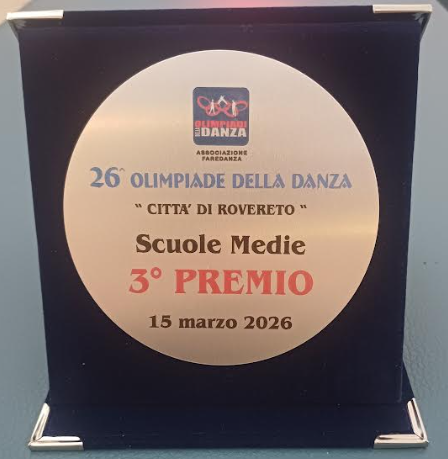 OLIMPIADI
DELLA DANZA
ASSOCIAZIONE
FAREDANZA
26^ OLIMPIADE DELLA DANZA
" CITTA' DI ROVERETO "
Scuole Medie
3° PREMIO
15 marzo 2026